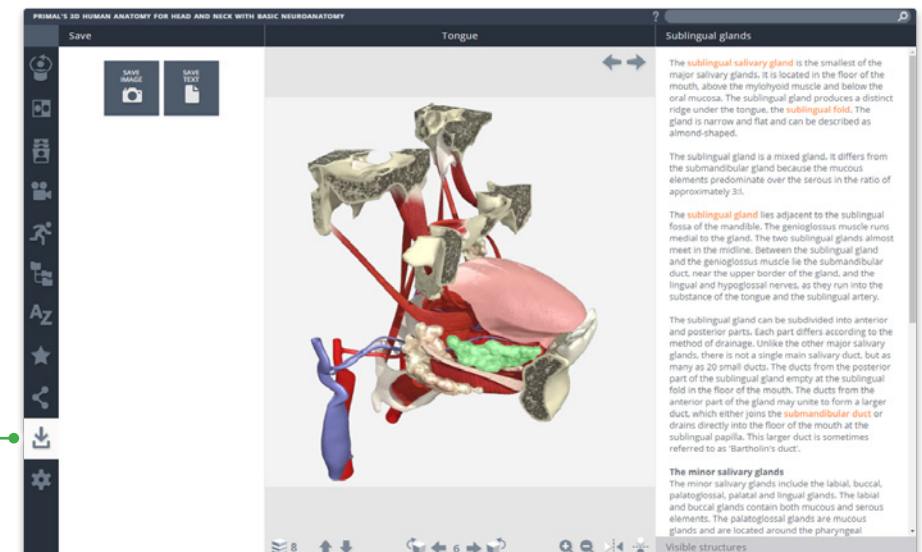 PRIMAL'S 3D HUMAN ANATOMY FOR HEAD AND NECK WITH BASIC NEUROANATOMY
?
Save
Tongue
Sublingual glands
SAVE
IMAGE
SAVE
TEXT
AZ
The sublingual salivary gland is the smallest of the
major salivary glands. It is located in the floor of the
mouth, above the mylohyoid muscle and below the
oral mucosa. The sublingual gland produces a distinct
ridge under the tongue, the sublingual fold. The
gland is narrow and flat and can be described as
almond-shaped.
The sublingual gland is a mixed gland. It differs from
the submandibular gland because the mucous
elements predominate over the serous in the ratio of
approximately 3:l.
The sublingual gland lies adjacent to the sublingual
fossa of the mandible. The genioglossus muscle runs
medial to the gland. The two sublingual glands almost
meet in the midline. Between the sublingual gland
and the genioglossus muscle lie the submandibular
duct, near the upper border of the gland, and the
lingual and hypoglossal nerves, as they run into the
substance of the tongue and the sublingual artery.
The sublingual gland can be subdivided into anterior
and posterior parts. Each part differs according to the
method of drainage. Unlike the other major salivary
glands, there is not a single main salivary duct, but as
many as 20 small ducts. The ducts from the posterior
part of the sublingual gland empty at the sublingual
fold in the floor of the mouth. The ducts from the
anterior part of the gland may unite to form a larger
duct, which either joins the submandibular duct or
drains directly into the floor of the mouth at the
sublingual papilla. This larger duct is sometimes
referred to as 'Bartholin's duct'.
The minor salivary glands
The minor salivary glands include the labial, buccal,
palatoglossal, palatal and lingual glands. The labial
and buccal glands contain both mucous and serous
elements. The palatoglossal glands are mucous
glands and are located around the pharyngeal
8
6
Visible structures